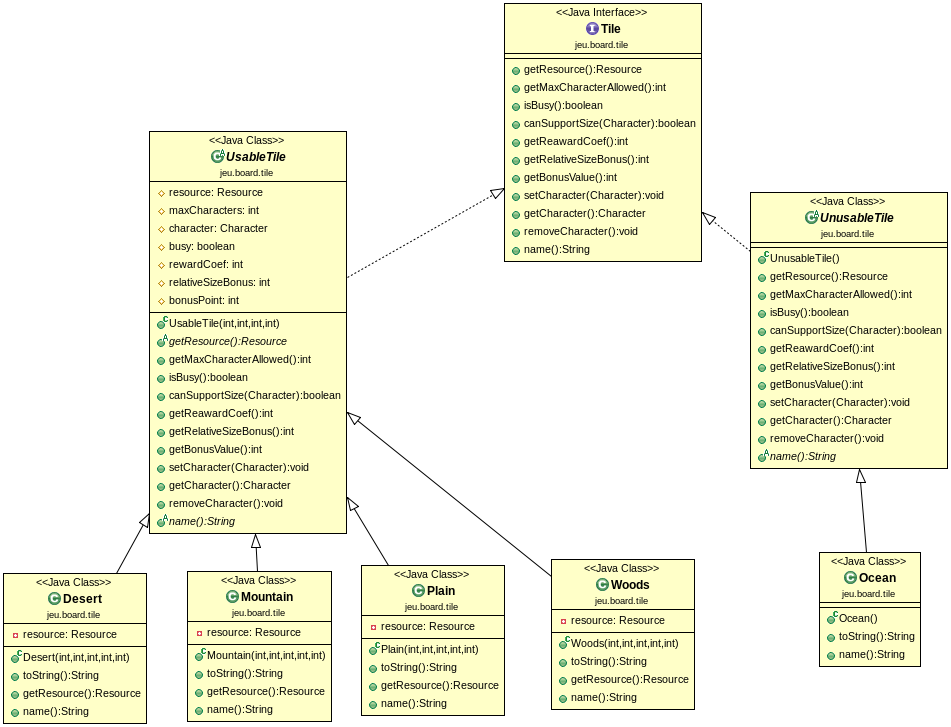 <<Java Interface>>
Tile
jeu.board.tile
getResource():Resource
getMaxCharacterAllowed():int
isBusy():boolean
canSupportSize(Character):boolean
getReawardCoef():int
getRelativeSizeBonus():int
getBonusValue():int
setCharacter(Character):void
getCharacter():Character
removeCharacter():void
name():String
<<Java Class>>
UsableTile
jeu.board.tile
resource: Resource
maxCharacters: int
character: Character
busy: boolean
rewardCoef: int
relativeSizeBonus: int
bonusPoint: int
UsableTile(int,int,int,int)
getResource():Resource
getMaxCharacterAllowed():int
isBusy():boolean
canSupportSize(Character):boolean
getReawardCoef():int
getRelativeSizeBonus():int
getBonusValue():int
setCharacter(Character):void
getCharacter():Character
removeCharacter():void
name():String
<<Java Class>>
UnusableTile
jeu.board.tile
UnusableTile()
getResource():Resource
getMaxCharacterAllowed():int
isBusy():boolean
canSupportSize(Character):boolean
getReawardCoef():int
getRelativeSizeBonus():int
getBonusValue():int
setCharacter(Character):void
getCharacter():Character
removeCharacter():void
name():String
<<Java Class>>
Desert
jeu.board.tile
resource: Resource
Desert(int,int,int,int,int)
toString():String
getResource():Resource
name():String
<<Java Class>>
Mountain
jeu.board.tile
resource: Resource
Mountain(int,int,int,int,int)
toString():String
getResource():Resource
name():String
<<Java Class>>
Plain
jeu.board.tile
resource: Resource
Plain(int,int,int,int,int)
toString():String
getResource():Resource
name():String
<<Java Class>>
Woods
jeu.board.tile
resource: Resource
Woods(int,int,int,int,int)
toString():String
getResource():Resource
name():String
<<Java Class>>
Ocean
jeu.board.tile
Ocean()
toString():String
name():String